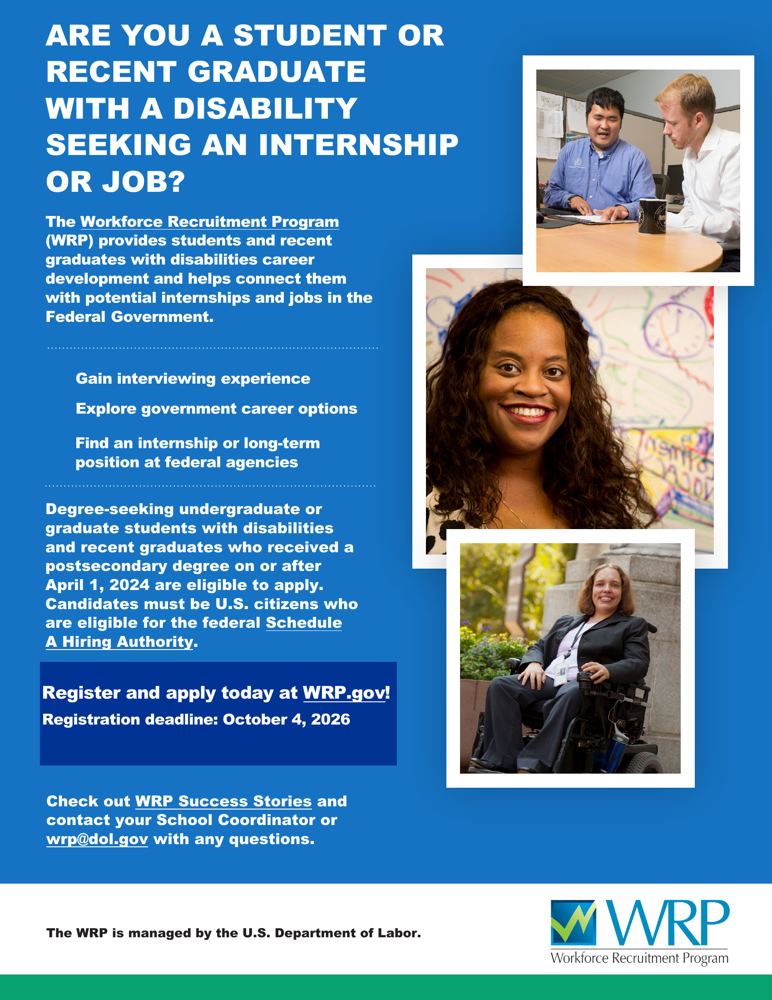 ARE YOU A STUDENT OR
RECENT GRADUATE
WITH A DISABILITY
SEEKING AN INTERNSHIP
OR JOB?
The Workforce Recruitment Program
(WRP) provides students and recent
graduates with disabilities career
development and helps connect them
with potential internships and jobs in the
Federal Government.
Gain interviewing experience
Explore government career options
Find an internship or long-term
position at federal agencies
Degree-seeking undergraduate or
graduate students with disabilities
and recent graduates who received a
postsecondary degree on or after
April 1, 2024 are eligible to apply.
Candidates must be U.S. citizens who
are eligible for the federal Schedule
A Hiring Authority.
Register and apply today at WRP.gov!
Registration deadline: October 4, 2026
Check out WRP Success Stories and
contact your School Coordinator or
wrp@dol.gov with any questions.
The WRP is managed by the U.S. Department of Labor.
WRP
Workforce Recruitment Program